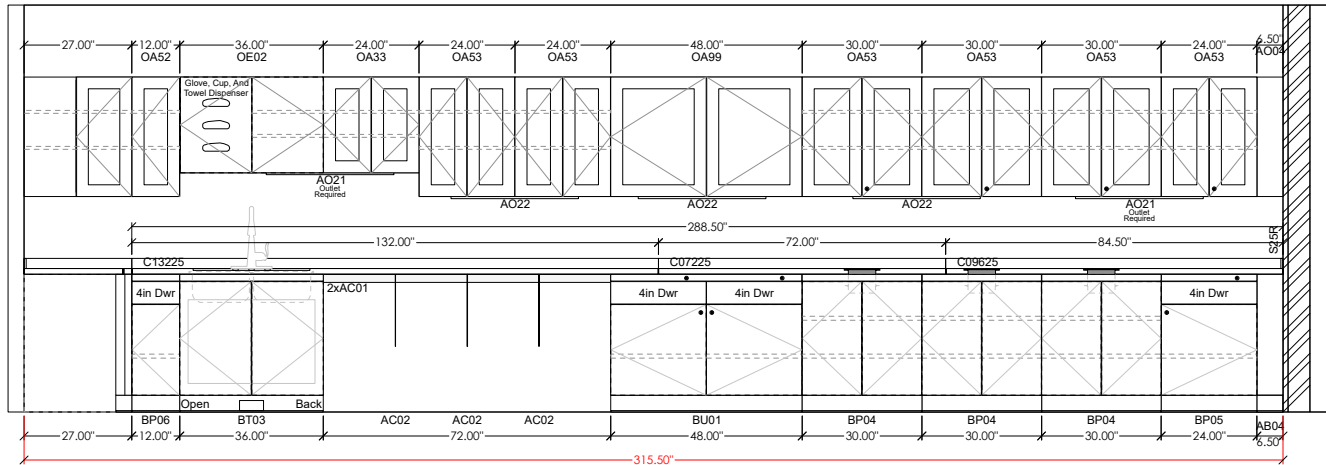 27.00" 12.00" 36.00" 24.00" 24.00" 24.00" 48.00" 30.00" 30.00" 30.00" 24.00" 6.50"
OA52 OE02 OA33 OA53 OA53 OA99 OA53 OA53 OA53 OA53 AO04
Glove, Cup, And
Towel Dispenser
AO21
Outlet
Required
AO22 AO22 AO22 AO21
Outlet
Required
288.50"
132.00" 72.00" 84.50"
S25R
C13225 C07225 C09625
2xAC01
4in Dwr 4in Dwr 4in Dwr 4in Dwr
Open Back
BP06 BT03 AC02 AC02 AC02 BU01 BP04 BP04 BP04 BP05 AB04
27.00" 12.00" 36.00" 72.00" 48.00" 30.00" 30.00" 30.00" 24.00" 6.50"
315.50"